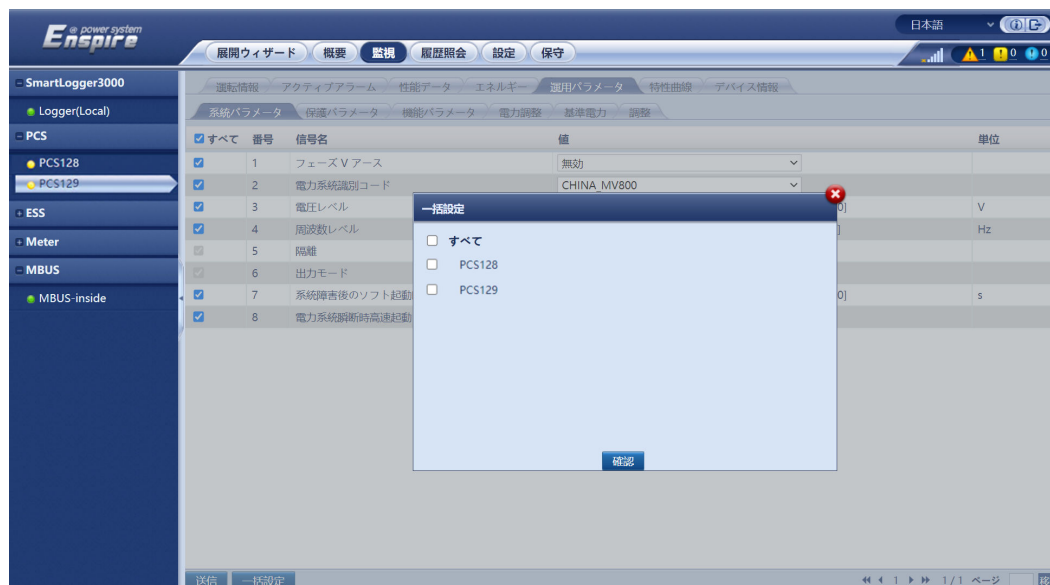 e power system
Enspire
日本語
展開ウィザード 概要 監視 履歴照会 設定 保守
1 0 0
SmartLogger3000
Logger(Local)
PCS
PCS128
PCS129
ESS
Meter
MBUS
MBUS-inside
運転情報 アクティブアラーム 性能データ エネルギー 運用パラメータ 特性曲線 デバイス情報
系統パラメータ 保護パラメータ 機能パラメータ 電力調整 基準電力 調整
すべて 番号 信号名 値 単位
1 フェーズ V アース 無効
2 電力系統識別コード CHINA_MV800
3 電圧レベル 0] V
4 周波数レベル ] Hz
5 隔離
6 出力モード
7 系統障害後のソフト起動 0] s
8 電力系統瞬断時高速起動
一括設定
すべて
PCS128
PCS129
確認
送信 一括設定
1 1/1 ページ 移